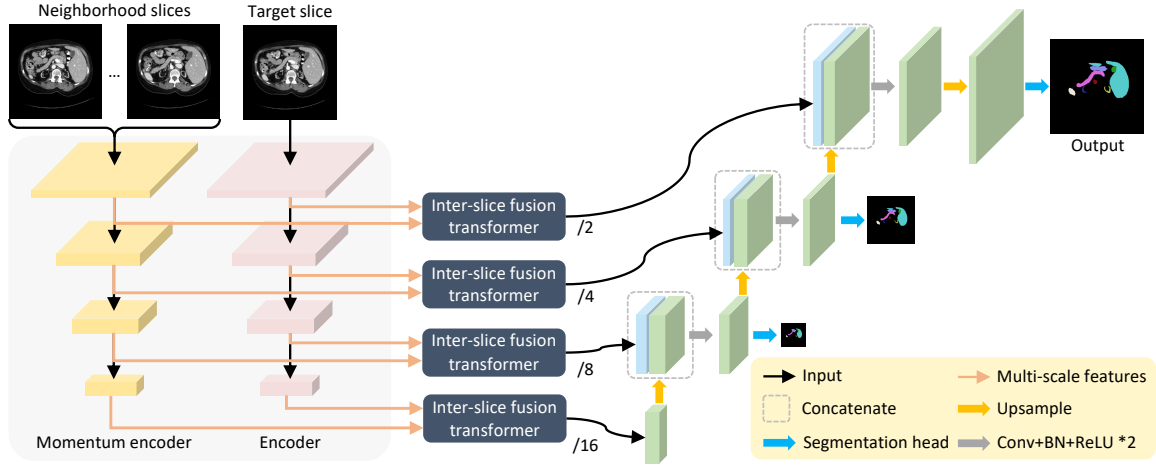 Neighborhood slices
Target slice
...
Output
Inter-slice fusion
transformer
/2
Inter-slice fusion
transformer
/4
Inter-slice fusion
transformer
/8
Inter-slice fusion
transformer
/16
Momentum encoder
Encoder
Input
Multi-scale features
Concatenate
Upsample
Segmentation head
Conv+BN+ReLU *2